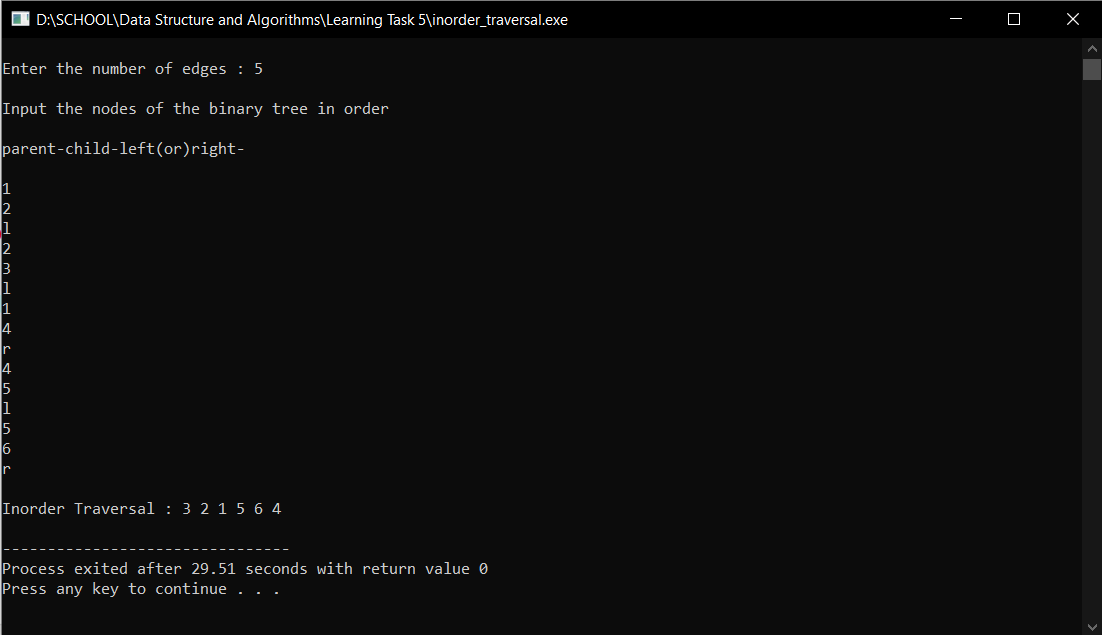 D:\SCHOOL\Data Structure and Algorithms\Learning Task 5\inorder_traversal.exe
Enter the number of edges : 5
Input the nodes of the binary tree in order
parent-child-left(or)right-
1
2
l
2
3
l
1
4
r
4
5
l
5
6
r
Inorder Traversal : 3 2 1 5 6 4
--------------------------------
Process exited after 29.51 seconds with return value 0
Press any key to continue . . .